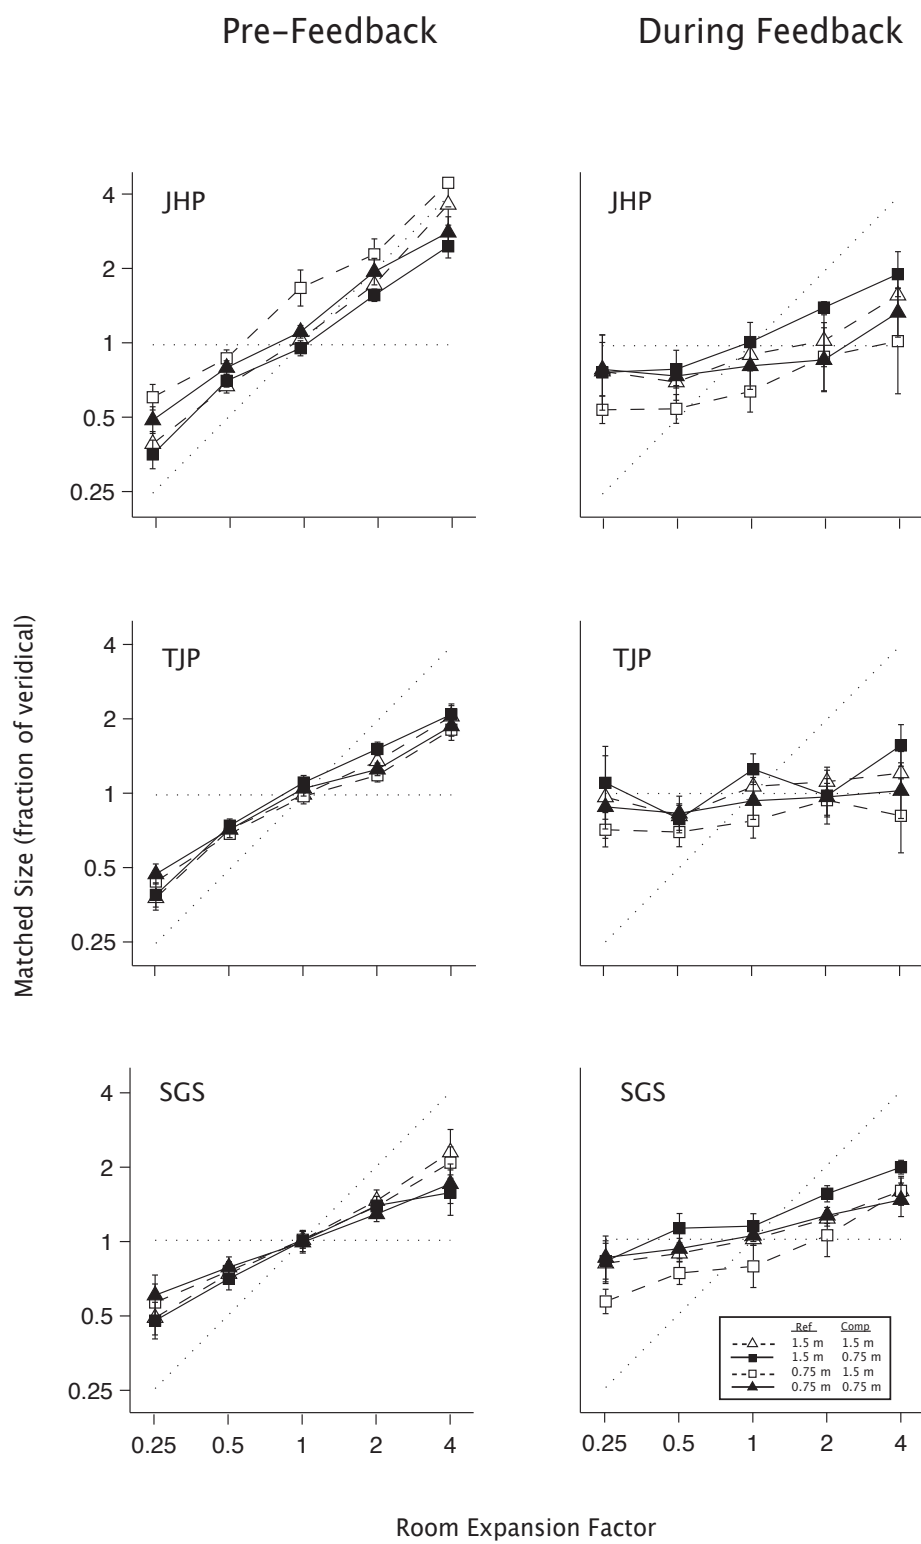 Pre–Feedback
During Feedback
JHP
4
2
1
0.5
0.25
JHP
TJP
4
2
1
0.5
0.25
TJP
Matched Size (fraction of veridical)
SGS
4
2
1
0.5
0.25
0.25 0.5 1 2 4
SGS
Ref Comp
1.5 m 1.5 m
1.5 m 0.75 m
0.75 m 1.5 m
0.75 m 0.75 m
0.25 0.5 1 2 4
Room Expansion Factor